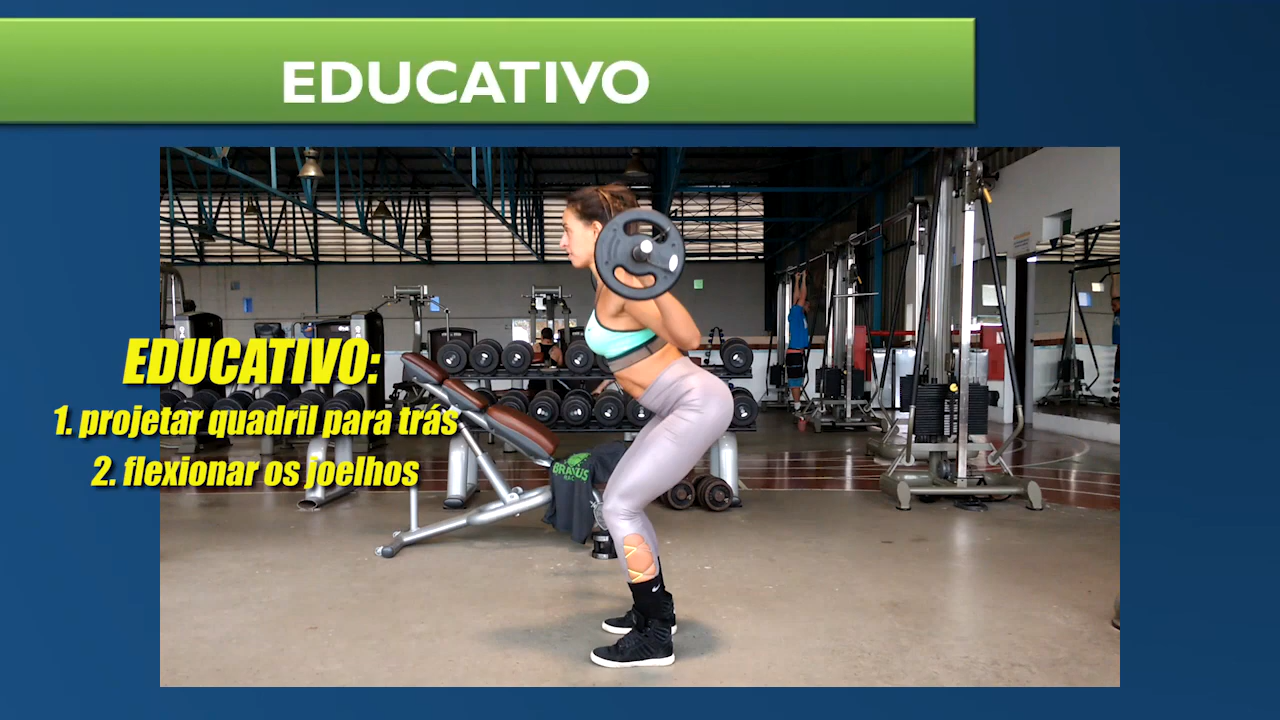 EDUCATIVO
EDUCATIVO:
1. projetar quadril para trás
2. flexionar os joelhos